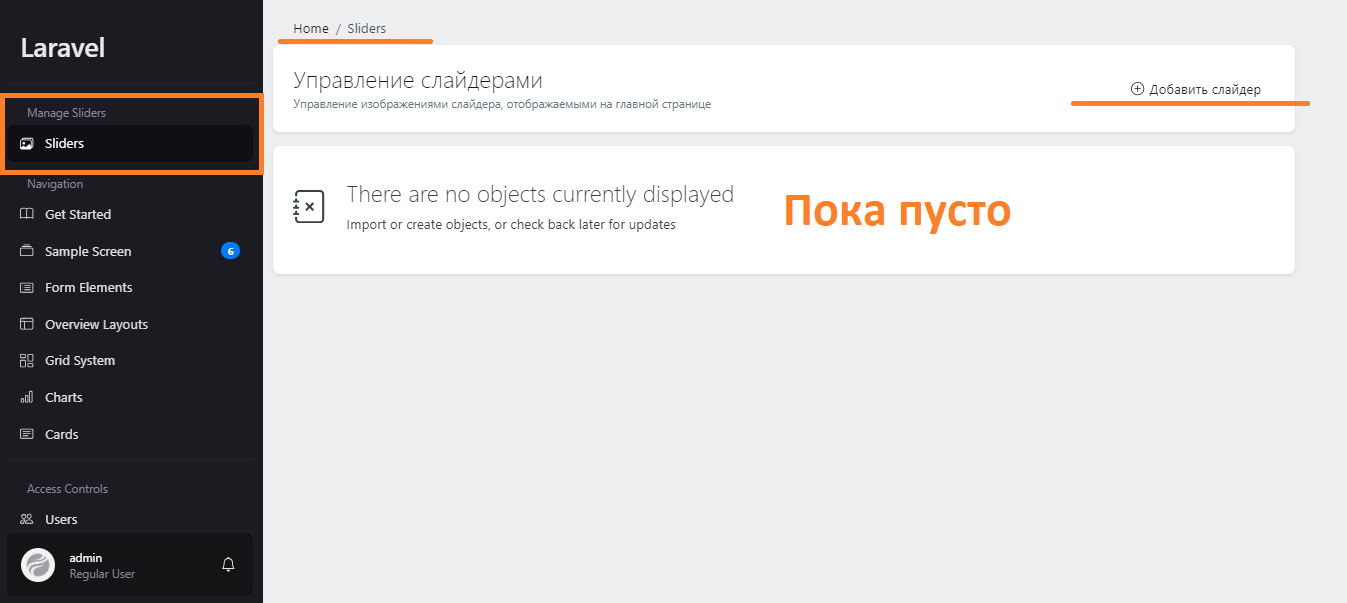 Laravel
Manage Sliders
Sliders
Navigation
Get Started
Sample Screen 6
Form Elements
Overview Layouts
Grid System
Charts
Cards
Access Controls
Users
admin
Regular User
Home / Sliders
Управление слайдерами
Управление изображениями слайдера, отображаемыми на главной странице
Добавить слайдер
There are no objects currently displayed
Import or create objects, or check back later for updates
Пока пусто